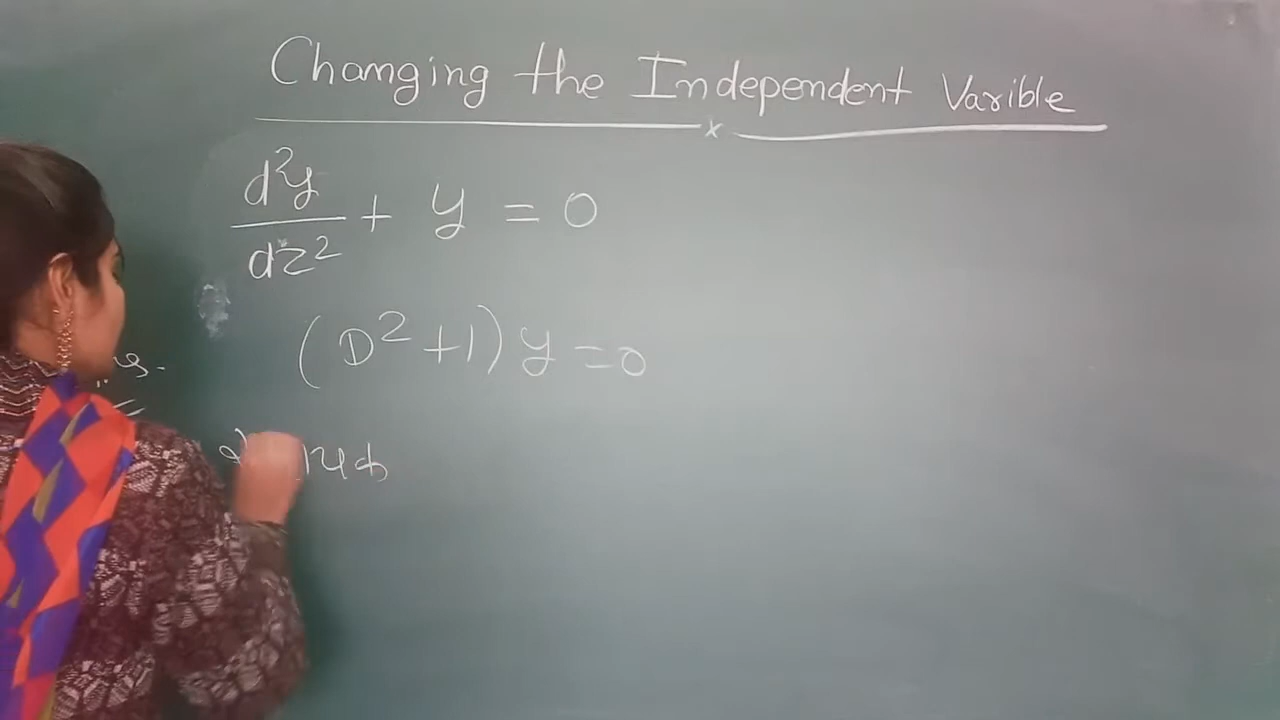 Changing the Independent Varible
d²y/dz² + y = 0
(D² + 1) y = 0